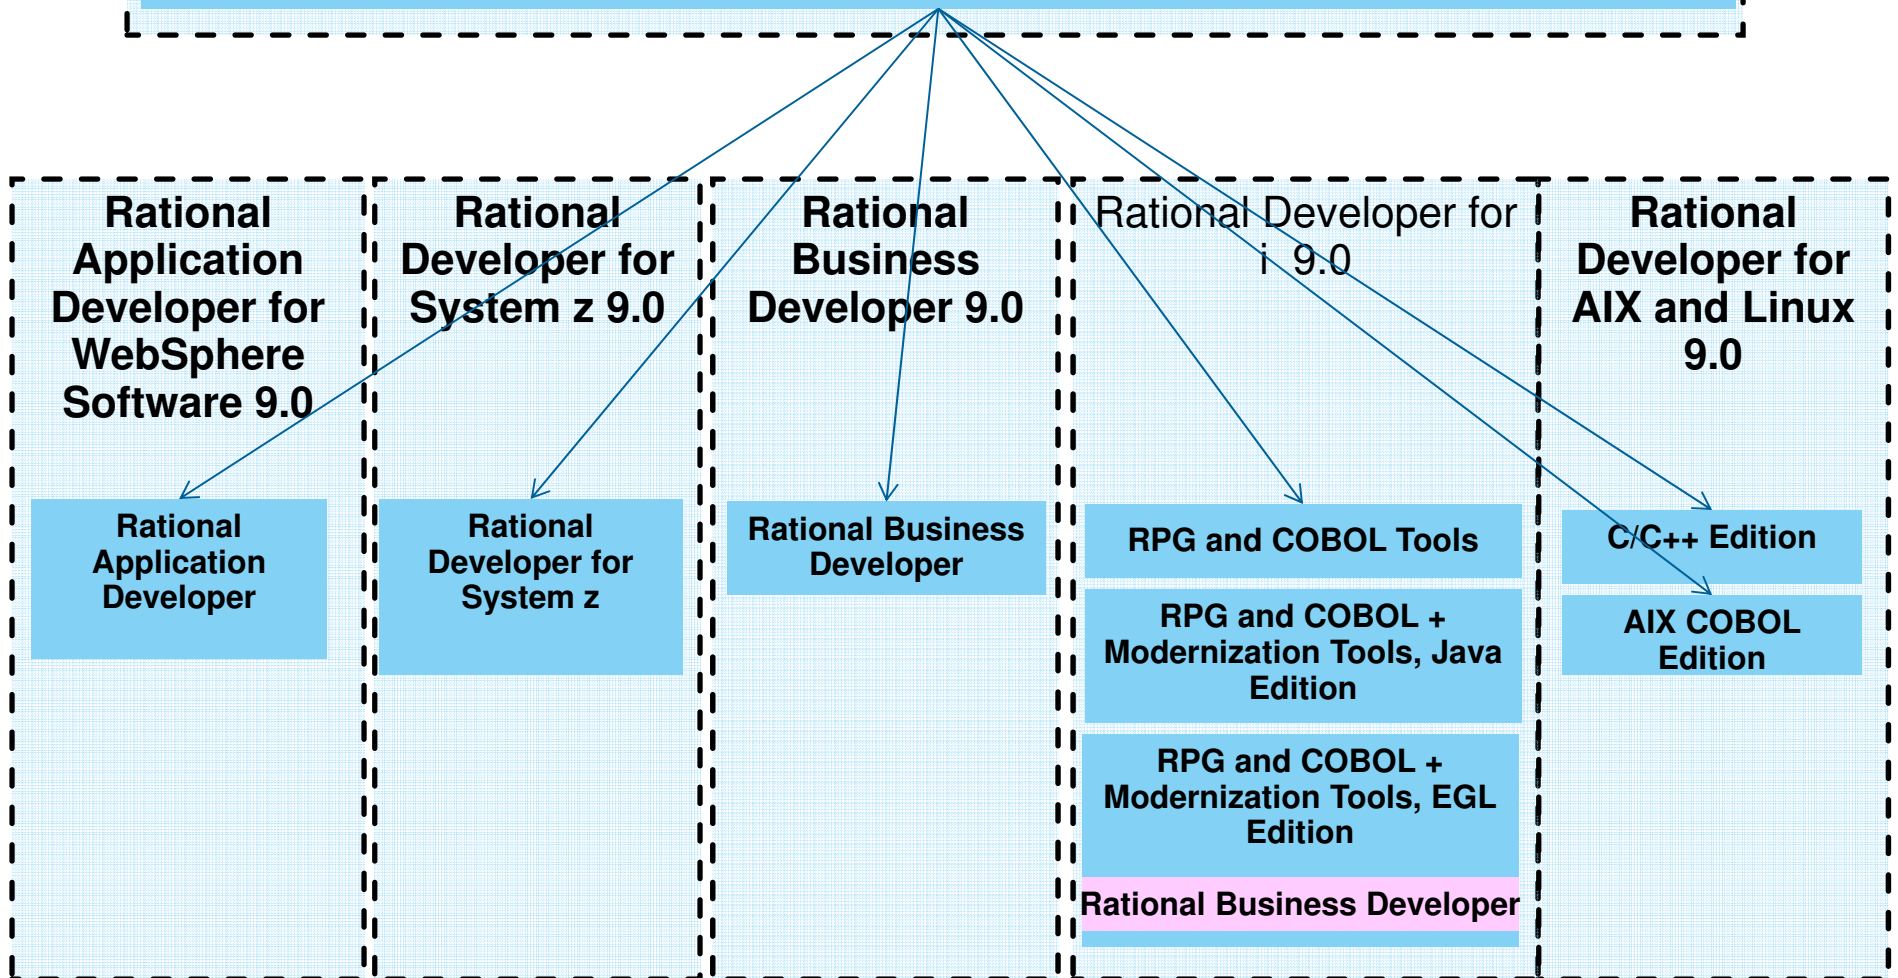 Rational
Application
Developer for
WebSphere
Software 9.0
Rational
Developer for
System z 9.0
Rational
Business
Developer 9.0
Rational Developer for
i 9.0
Rational
Developer for
AIX and Linux
9.0
Rational
Application
Developer
Rational
Developer for
System z
Rational Business
Developer
RPG and COBOL Tools
RPG and COBOL +
Modernization Tools, Java
Edition
RPG and COBOL +
Modernization Tools, EGL
Edition
Rational Business Developer
C/C++ Edition
AIX COBOL
Edition